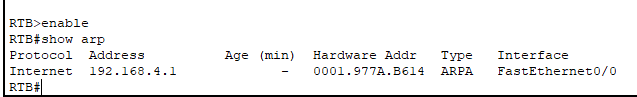 RTB>enable
RTB#show arp
Protocol  Address          Age (min)  Hardware Addr   Type   Interface
Internet  192.168.4.1             -   0001.977A.B614  ARPA   FastEthernet0/0
RTB#